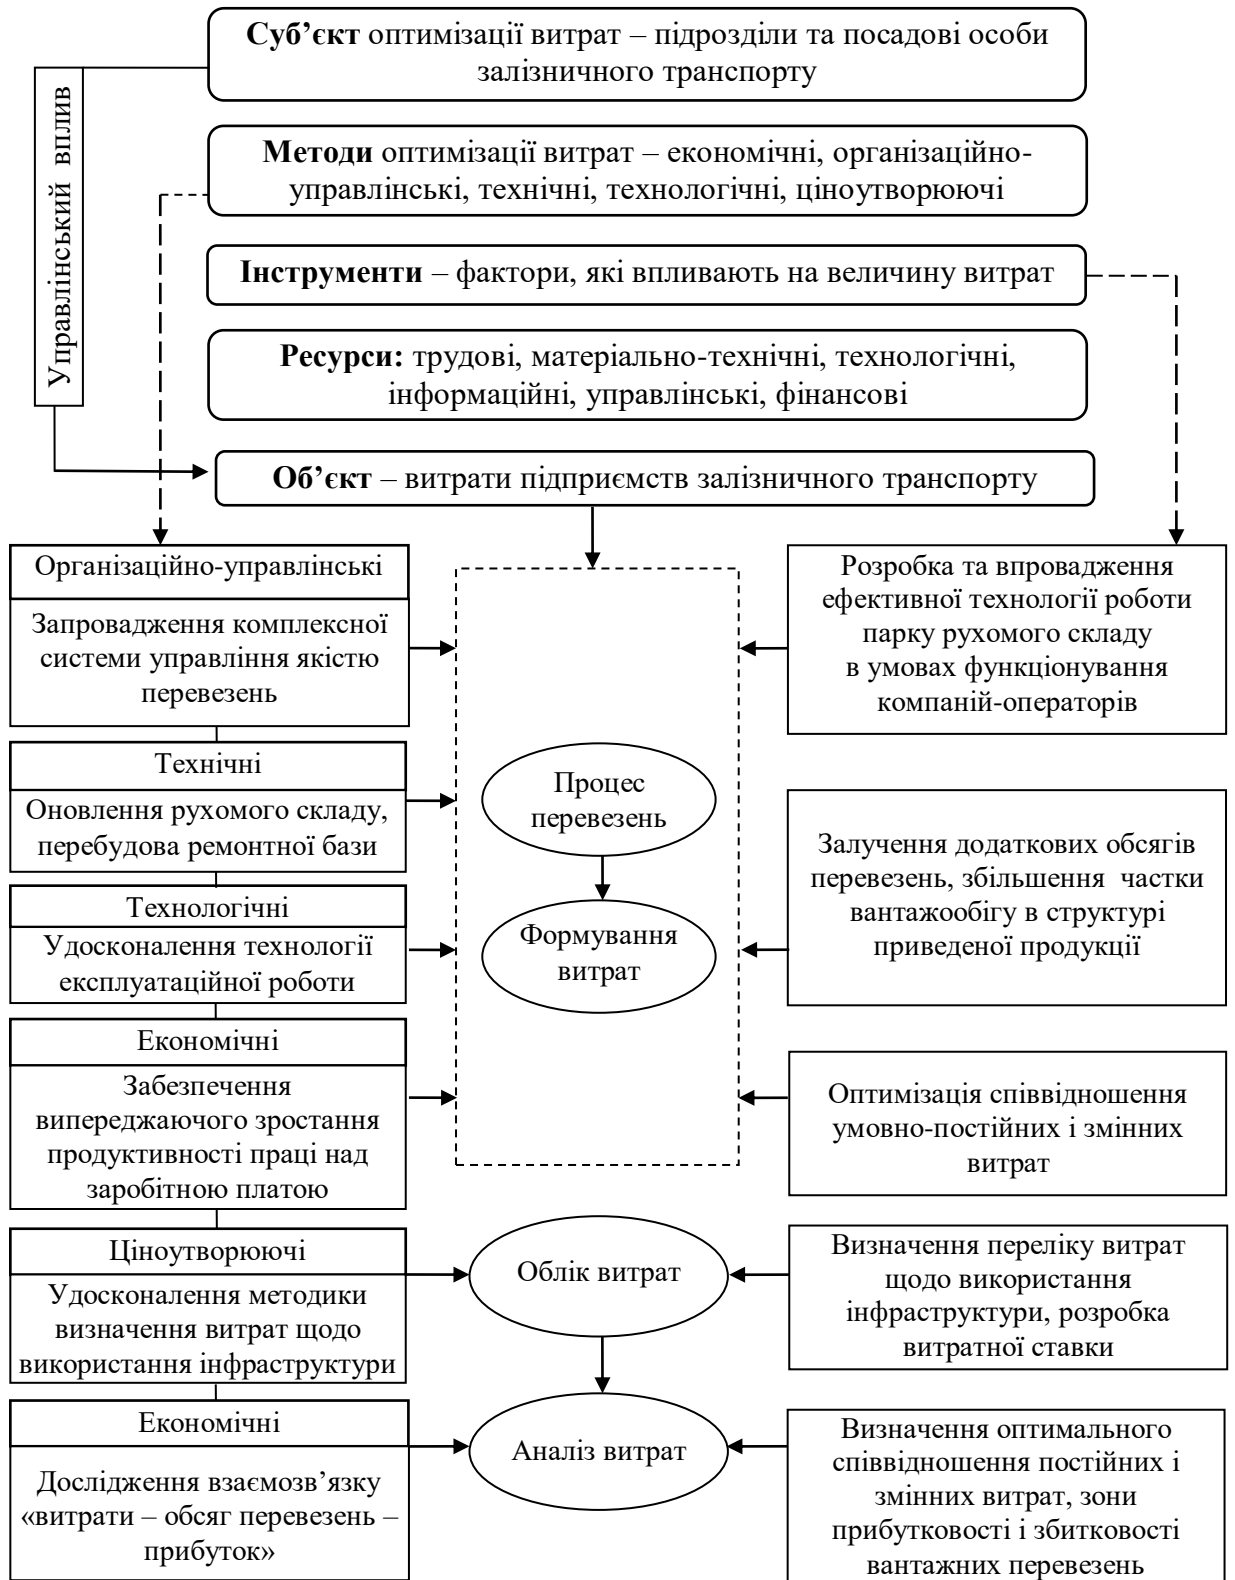 Суб’єкт оптимізації витрат – підрозділи та посадові особи
залізничного транспорту
Управлінський вплив
Методи оптимізації витрат – економічні, організаційно-
управлінські, технічні, технологічні, ціноутворюючі
Інструменти – фактори, які впливають на величину витрат
Ресурси: трудові, матеріально-технічні, технологічні,
інформаційні, управлінські, фінансові
Об’єкт – витрати підприємств залізничного транспорту
Організаційно-управлінські
Запровадження комплексної
системи управління якістю
перевезень
Технічні
Оновлення рухомого складу,
перебудова ремонтної бази
Технологічні
Удосконалення технології
експлуатаційної роботи
Економічні
Забезпечення
випереджаючого зростання
продуктивності праці над
заробітною платою
Ціноутворюючі
Удосконалення методики
визначення витрат щодо
використання інфраструктури
Економічні
Дослідження взаємозв’язку
«витрати – обсяг перевезень –
прибуток»
Процес
перевезень
Формування
витрат
Облік витрат
Аналіз витрат
Розробка та впровадження
ефективної технології роботи
парку рухомого складу
в умовах функціонування
компаній-операторів
Залучення додаткових обсягів
перевезень, збільшення частки
вантажообігу в структурі
приведеної продукції
Оптимізація співвідношення
умовно-постійних і змінних
витрат
Визначення переліку витрат
щодо використання
інфраструктури, розробка
витратної ставки
Визначення оптимального
співвідношення постійних і
змінних витрат, зони
прибутковості і збитковості
вантажних перевезень